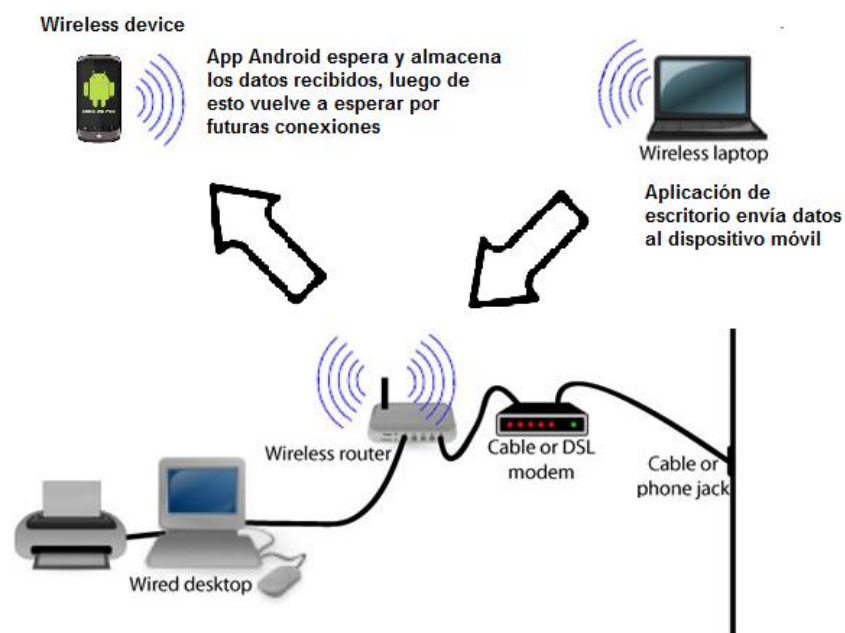 Wireless device
App Android espera y almacena
los datos recibidos, luego de
esto vuelve a esperar por
futuras conexiones
Wireless laptop
Aplicación de
escritorio envía datos
al dispositivo móvil
Wireless router
Cable or DSL
modem
Cable or
phone jack
Wired desktop